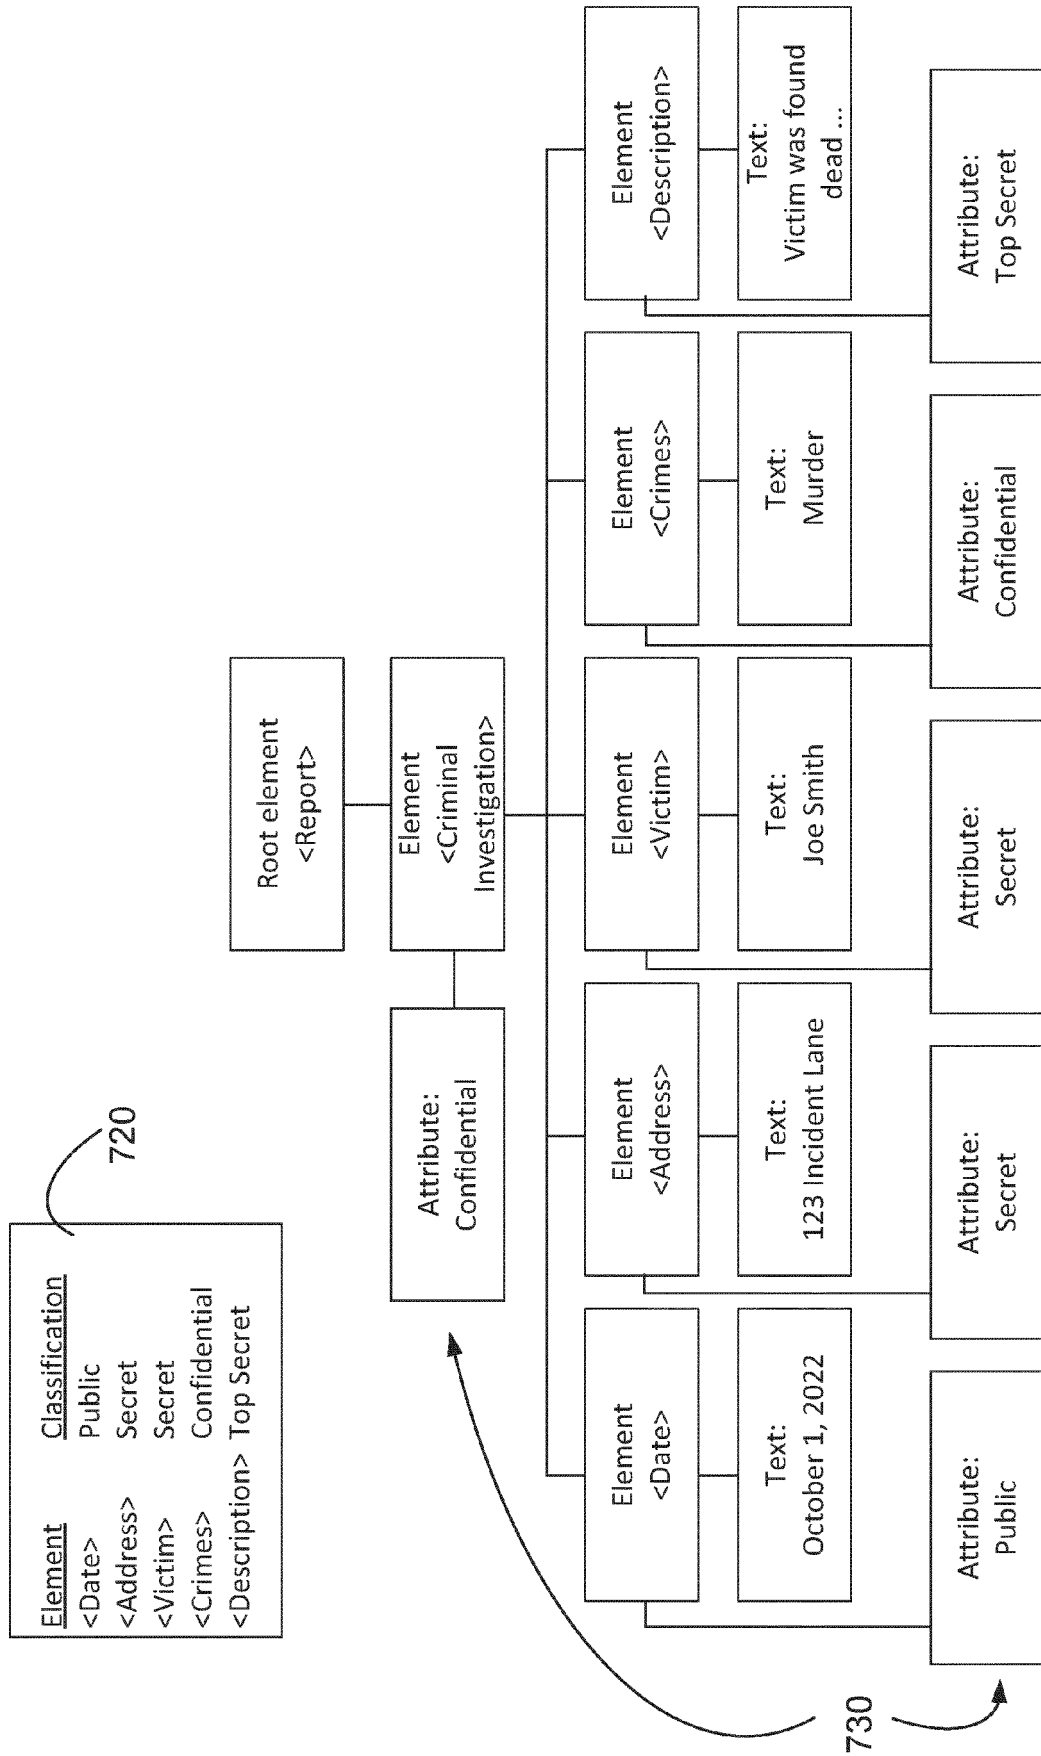 Element Classification
<Date> Public
<Address> Secret
<Victim> Secret
<Crimes> Confidential
<Description> Top Secret
720
Root element
<Report>
Attribute:
Confidential
Element
<Criminal
Investigation>
Element
<Date>
Element
<Address>
Element
<Victim>
Element
<Crimes>
Element
<Description>
Text:
October 1, 2022
Text:
123 Incident Lane
Text:
Joe Smith
Text:
Murder
Text:
Victim was found
dead ...
730
Attribute:
Public
Attribute:
Secret
Attribute:
Secret
Attribute:
Confidential
Attribute:
Top Secret